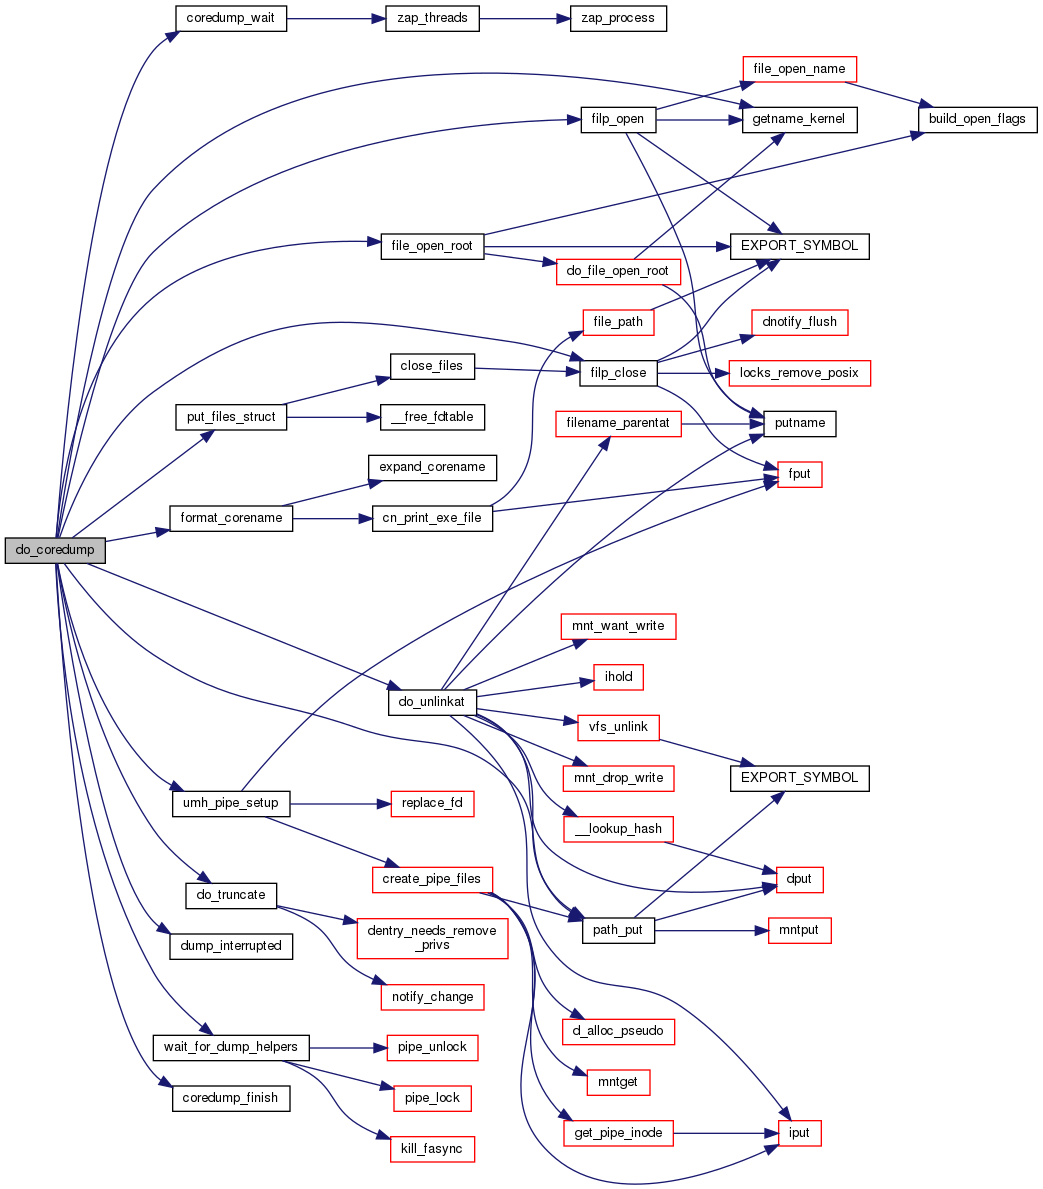 coredump_wait
zap_threads
zap_process
file_open_name
filp_open
getname_kernel
build_open_flags
file_open_root
EXPORT_SYMBOL
do_file_open_root
file_path
dnotify_flush
close_files
filp_close
locks_remove_posix
put_files_struct
__free_fdtable
filename_parentat
putname
expand_corename
fput
format_corename
cn_print_exe_file
do_coredump
mnt_want_write
ihold
do_unlinkat
vfs_unlink
mnt_drop_write
EXPORT_SYMBOL
umh_pipe_setup
replace_fd
__lookup_hash
create_pipe_files
dput
do_truncate
dentry_needs_remove
_privs
path_put
mntput
dump_interrupted
notify_change
d_alloc_pseudo
wait_for_dump_helpers
pipe_unlock
mntget
coredump_finish
pipe_lock
get_pipe_inode
iput
kill_fasync